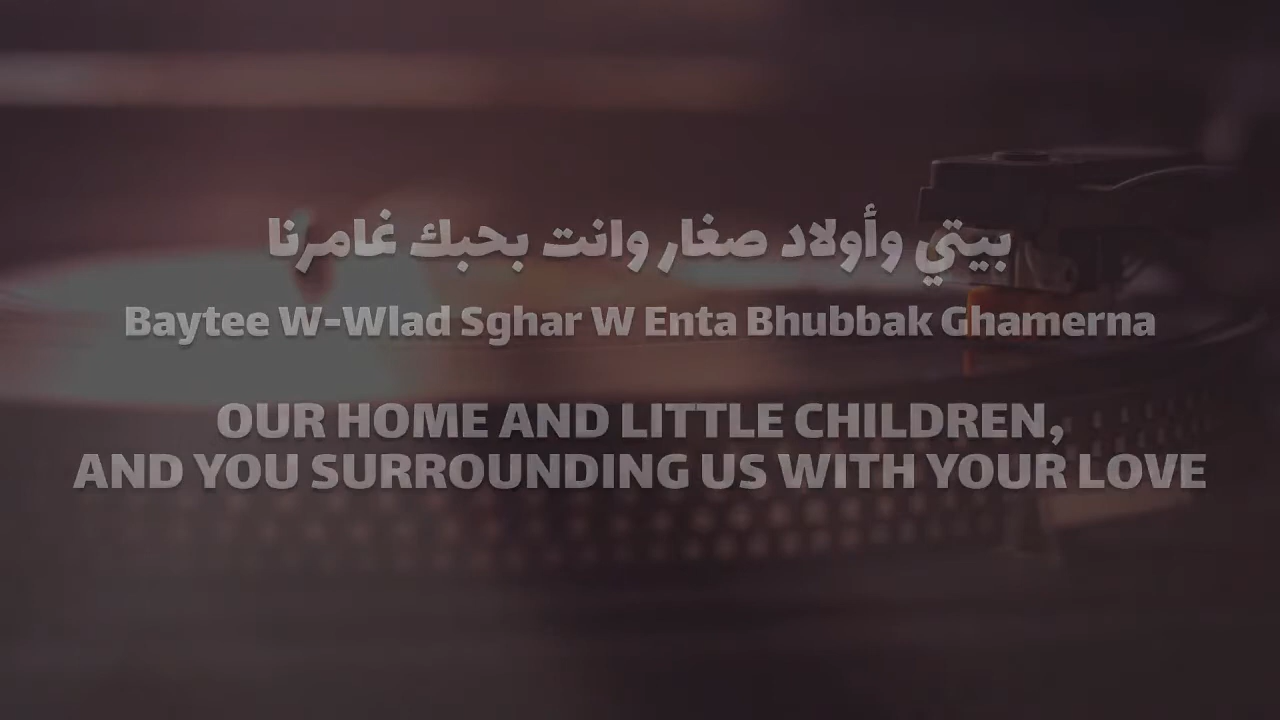 بيتي وأولاد صغار وانت بحبك غامرنا
Baytee W-Wlad Sghar W Enta Bhubbak Ghamerna
OUR HOME AND LITTLE CHILDREN,
AND YOU SURROUNDING US WITH YOUR LOVE